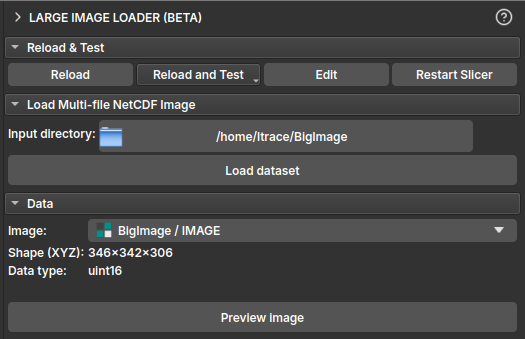 LARGE IMAGE LOADER (BETA) ?
Reload & Test
Reload Reload and Test Edit Restart Slicer
Load Multi-file NetCDF Image
Input directory: /home/ltrace/BigImage
Load dataset
Data
Image: BigImage / IMAGE
Shape (XYZ): 346×342×306
Data type: uint16
Preview image